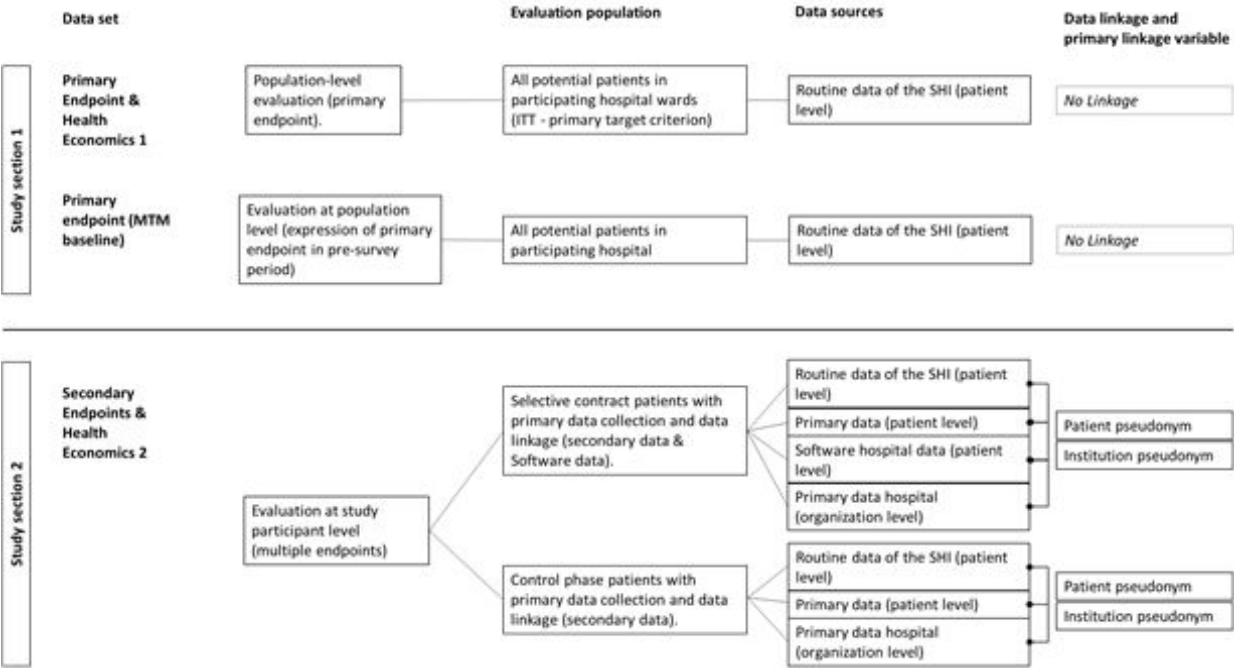 Data set
Evaluation population
Data sources
Data linkage and
primary linkage variable
Study section 1
Primary
Endpoint &
Health
Economics 1
Population-level
evaluation (primary
endpoint).
All potential patients in
participating hospital wards
(ITT - primary target criterion)
Routine data of the SHI (patient
level)
No Linkage
Primary
endpoint (MTM
baseline)
Evaluation at population
level (expression of primary
endpoint in pre-survey
period)
All potential patients in
participating hospital
Routine data of the SHI (patient
level)
No Linkage
Study section 2
Secondary
Endpoints &
Health
Economics 2
Evaluation at study
participant level
(multiple endpoints)
Selective contract patients with
primary data collection and data
linkage (secondary data &
Software data).
Routine data of the SHI (patient
level)
Primary data (patient level)
Software hospital data (patient
level)
Primary data hospital
(organization level)
Patient pseudonym
Institution pseudonym
Control phase patients with
primary data collection and data
linkage (secondary data).
Routine data of the SHI (patient
level)
Primary data (patient level)
Primary data hospital
(organization level)
Patient pseudonym
Institution pseudonym